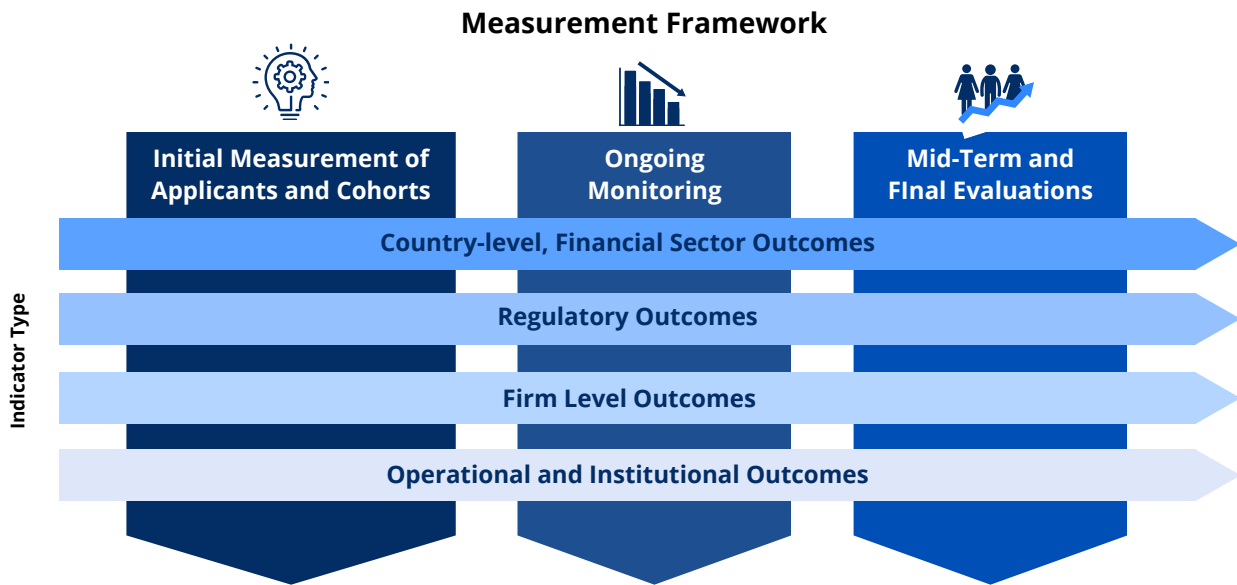 Measurement Framework
Initial Measurement of
Applicants and Cohorts
Ongoing
Monitoring
Mid-Term and
FInal Evaluations
Indicator Type
Country-level, Financial Sector Outcomes
Regulatory Outcomes
Firm Level Outcomes
Operational and Institutional Outcomes